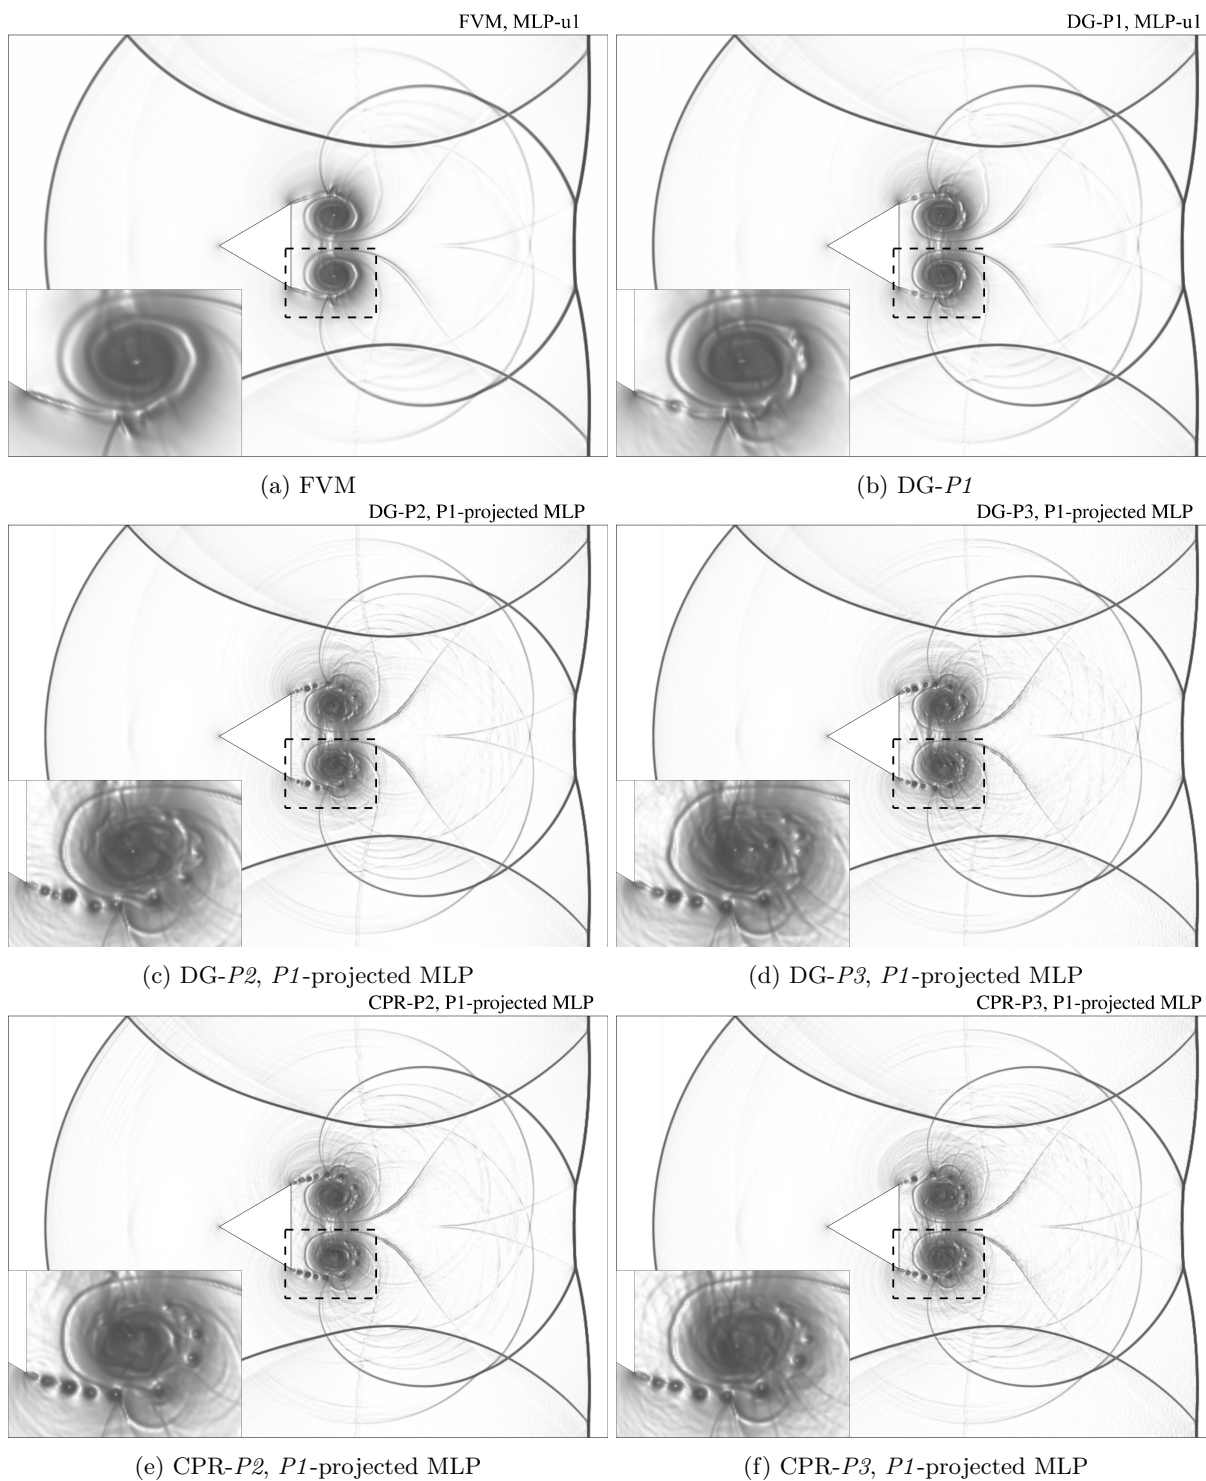 FVM, MLP-u1
DG-P1, MLP-u1
(a) FVM
(b) DG-P1
DG-P2, P1-projected MLP
DG-P3, P1-projected MLP
(c) DG-P2, P1-projected MLP
(d) DG-P3, P1-projected MLP
CPR-P2, P1-projected MLP
CPR-P3, P1-projected MLP
(e) CPR-P2, P1-projected MLP
(f) CPR-P3, P1-projected MLP